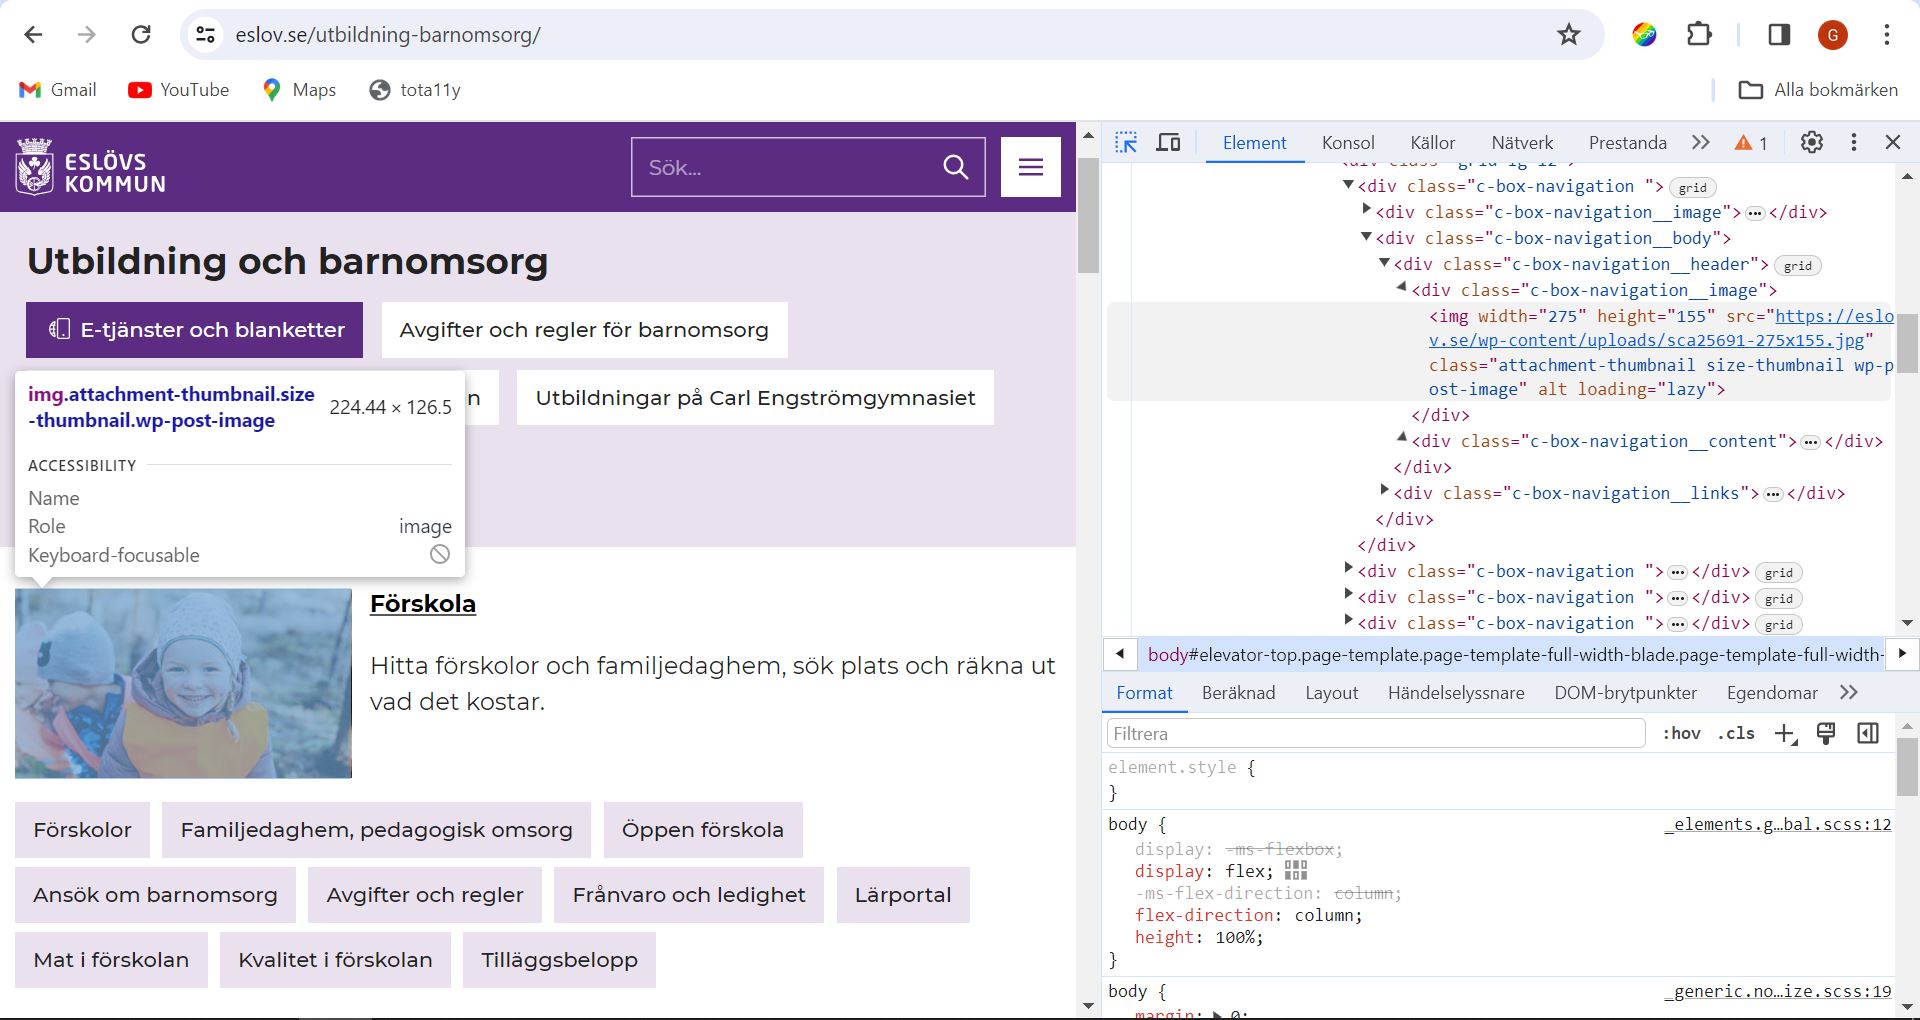 eslov.se/utbildning-barnomsorg/
G
Gmail
YouTube
Maps
tota11y
Alla bokmärken
ESLÖVS
KOMMUN
Sök...
Utbildning och barnomsorg
E-tjänster och blanketter
Avgifter och regler för barnomsorg
n
Utbildningar på Carl Engströmgymnasiet
img.attachment-thumbnail.size
-thumbnail.wp-post-image
224.44 × 126.5
ACCESSIBILITY
Name
Role
image
Keyboard-focusable
Förskola
Hitta förskolor och familjedaghem, sök plats och räkna ut
vad det kostar.
Förskolor
Familjedaghem, pedagogisk omsorg
Öppen förskola
Ansök om barnomsorg
Avgifter och regler
Frånvaro och ledighet
Lärportal
Mat i förskolan
Kvalitet i förskolan
Tilläggsbelopp
Element
Konsol
Källor
Nätverk
Prestanda
1
<div class="c-box-navigation "> grid
<div class="c-box-navigation__image">…</div>
<div class="c-box-navigation__body">
<div class="c-box-navigation__header"> grid
<div class="c-box-navigation__image">
<img width="275" height="155" src="https://eslo
v.se/wp-content/uploads/sca25691-275x155.jpg"
class="attachment-thumbnail size-thumbnail wp-p
ost-image" alt loading="lazy">
</div>
<div class="c-box-navigation__content">…</div>
</div>
<div class="c-box-navigation__links">…</div>
</div>
</div>
<div class="c-box-navigation ">…</div> grid
<div class="c-box-navigation ">…</div> grid
<div class="c-box-navigation ">…</div> grid
body#elevator-top.page-template.page-template-full-width-blade.page-template-full-width-
Format
Beräknad
Layout
Händelselyssnare
DOM-brytpunkter
Egendomar
Filtrera
:hov
.cls
element.style {
}
body {
_elements.g…bal.scss:12
display: -ms-flexbox;
display: flex;
-ms-flex-direction: column;
flex-direction: column;
height: 100%;
}
body {
_generic.no…ize.scss:19
margin: 0;